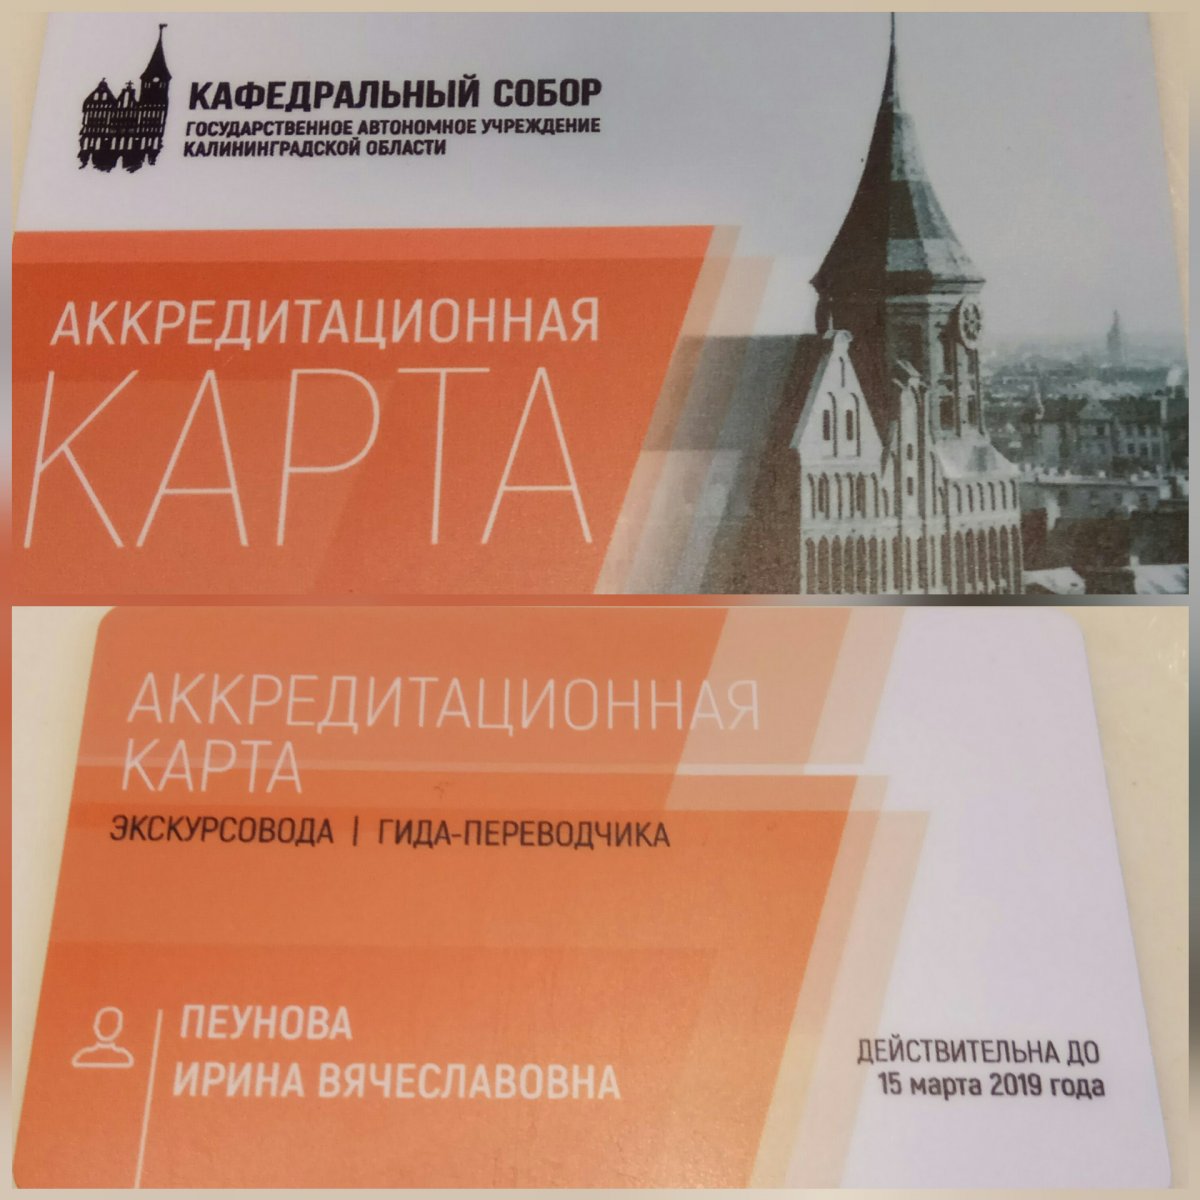 КАФЕДРАЛЬНЫЙ СОБОР
ГОСУДАРСТВЕННОЕ АВТОНОМНОЕ УЧРЕЖДЕНИЕ
КАЛИНИНГРАДСКОЙ ОБЛАСТИ
АККРЕДИТАЦИОННАЯ
КАРТА
АККРЕДИТАЦИОННАЯ
КАРТА
ЭКСКУРСОВОДА | ГИДА-ПЕРЕВОДЧИКА
ПЕУНОВА
ИРИНА ВЯЧЕСЛАВОВНА
ДЕЙСТВИТЕЛЬНА ДО
15 марта 2019 года